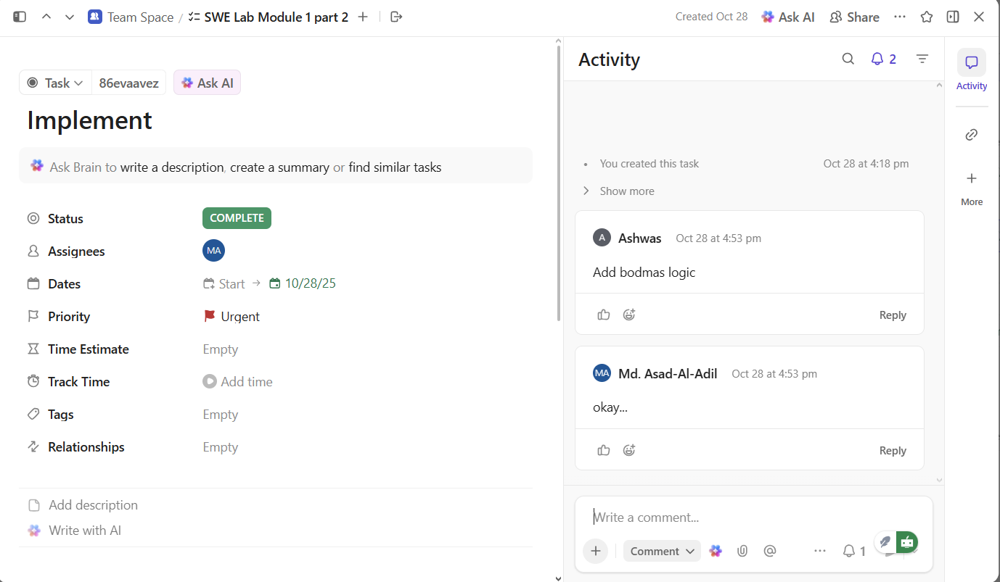 Team Space / SWE Lab Module 1 part 2
Created Oct 28 Ask AI Share
Task 86evaavez Ask AI
Implement
Ask Brain to write a description, create a summary or find similar tasks
Status COMPLETE
Assignees MA
Dates Start → 10/28/25
Priority Urgent
Time Estimate Empty
Track Time Add time
Tags Empty
Relationships Empty
Add description
Write with AI
Activity 2
• You created this task Oct 28 at 4:18 pm
Show more
A Ashwas Oct 28 at 4:53 pm
Add bodmas logic
Reply
MA Md. Asad-Al-Adil Oct 28 at 4:53 pm
okay...
Reply
Write a comment...
Comment 1
Activity
More